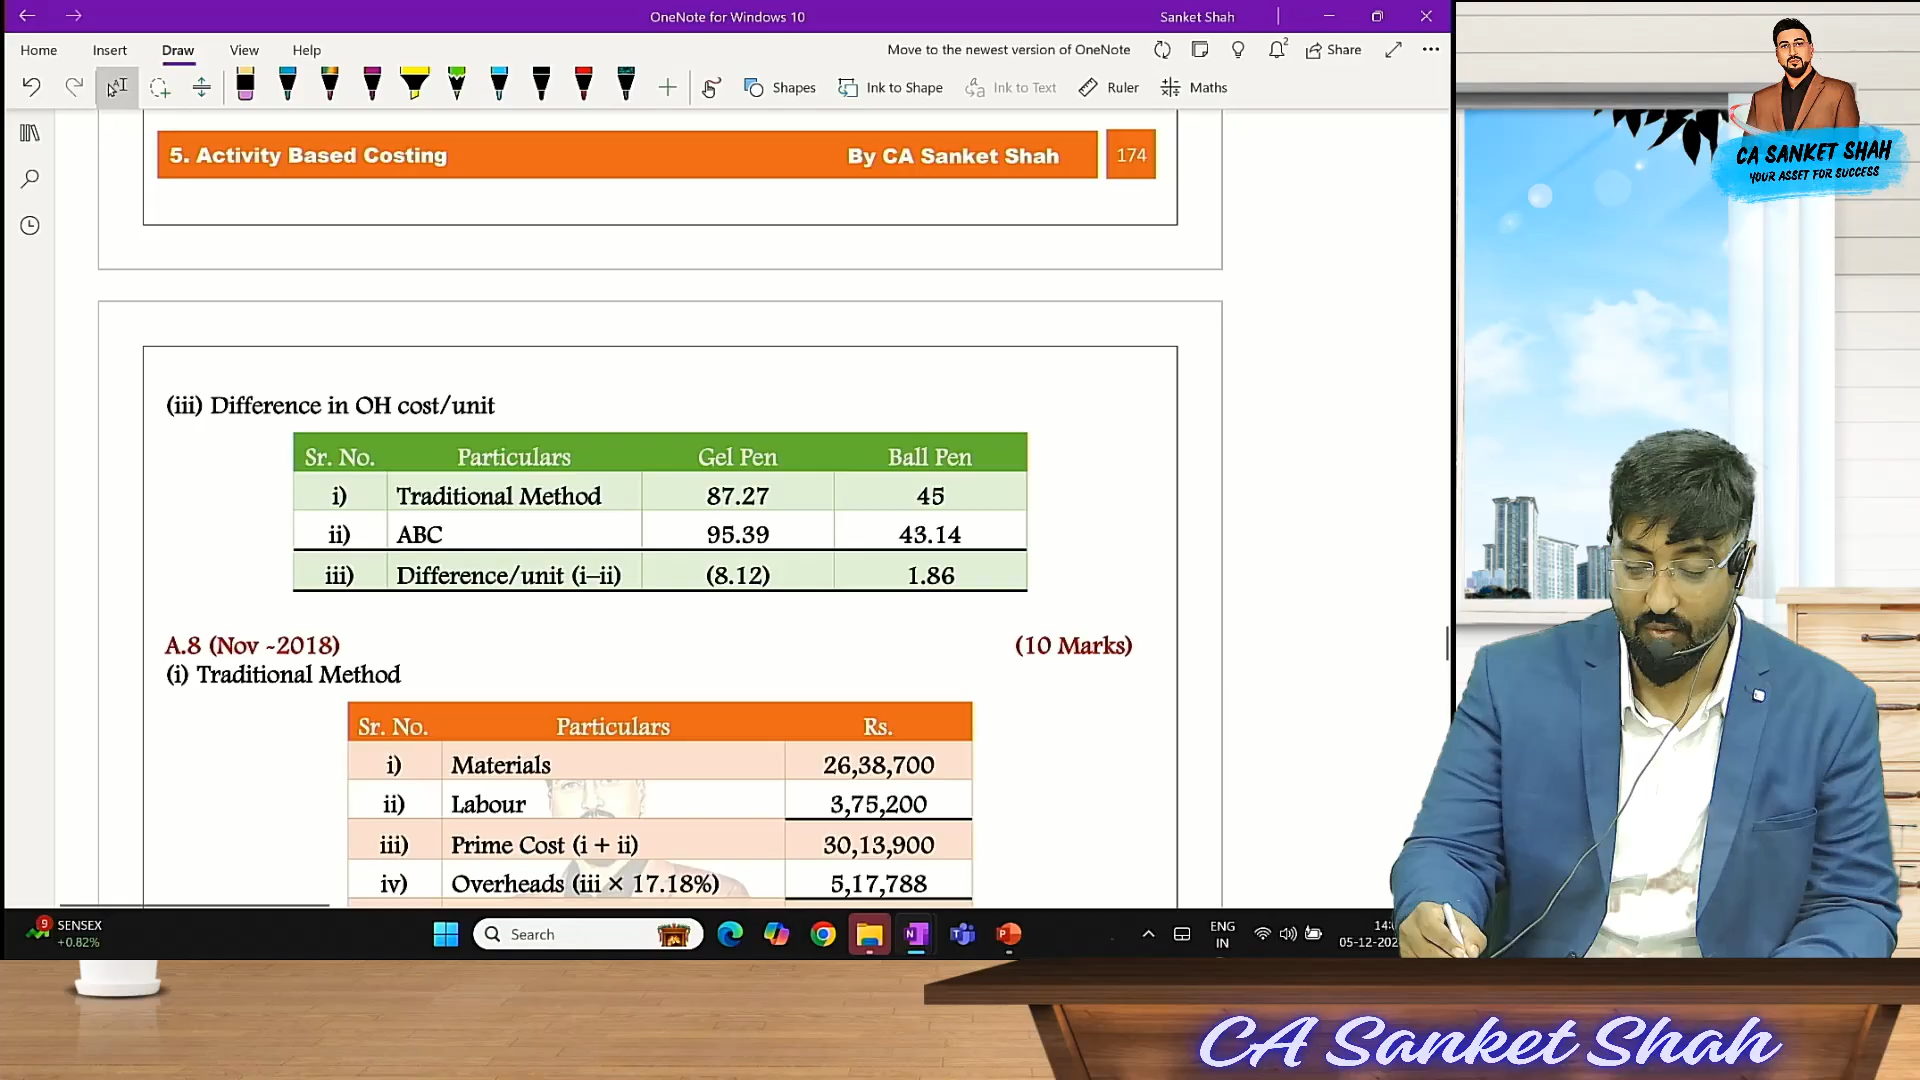 OneNote for Windows 10
Sanket Shah
Home Insert Draw View Help
Move to the newest version of OneNote
2
Share
Shapes
Ink to Shape
Ink to Text
Ruler
Maths
5. Activity Based Costing By CA Sanket Shah 174
CA SANKET SHAH
YOUR ASSET FOR SUCCESS
(iii) Difference in OH cost/unit
Sr. No. Particulars Gel Pen Ball Pen
i) Traditional Method 87.27 45
ii) ABC 95.39 43.14
iii) Difference/unit (i–ii) (8.12) 1.86
A.8 (Nov -2018) (10 Marks)
(i) Traditional Method
Sr. No. Particulars Rs.
i) Materials 26,38,700
ii) Labour 3,75,200
iii) Prime Cost (i + ii) 30,13,900
iv) Overheads (iii × 17.18%) 5,17,788
9
SENSEX
+0.82%
Search
ENG
IN
CA Sanket Shah